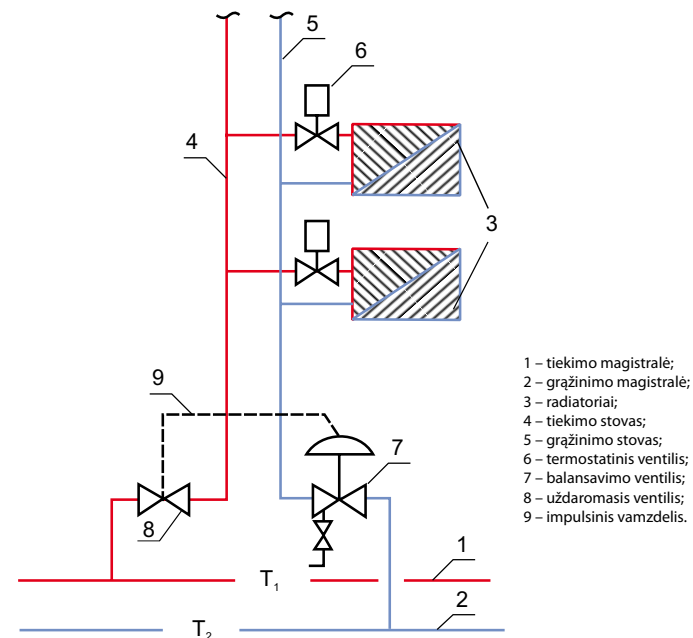 5
6
4
3
9
7
8
1 – tiekimo magistralė;
2 – grąžinimo magistralė;
3 – radiatoriai;
4 – tiekimo stovas;
5 – grąžinimo stovas;
6 – termostatinis ventilis;
7 – balansavimo ventilis;
8 – uždaromasis ventilis;
9 – impulsinis vamzdelis.
1
T₁
2
T₂